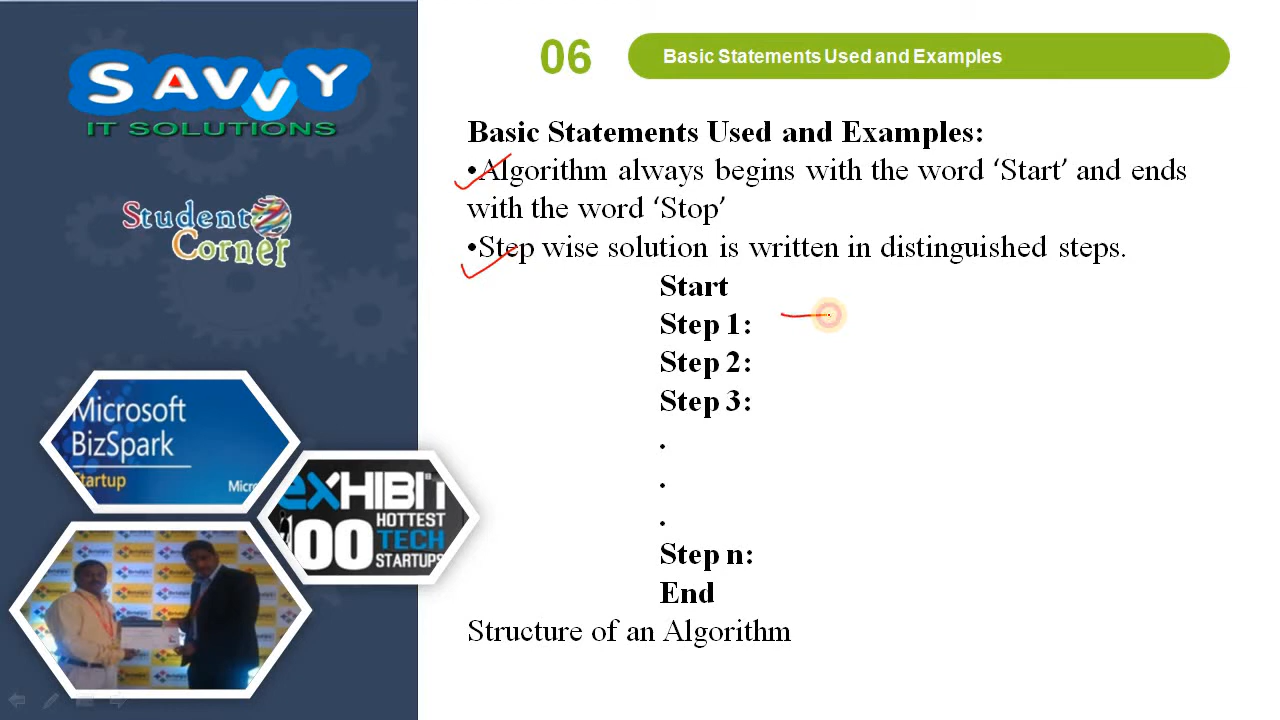 SAVVY
IT SOLUTIONS
Student
Corner
Microsoft
BizSpark
Startup
Micr
EXHIBIT
100
HOTTEST
TECH
STARTUPS
06
Basic Statements Used and Examples
Basic Statements Used and Examples:
•Algorithm always begins with the word ‘Start’ and ends
with the word ‘Stop’
•Step wise solution is written in distinguished steps.
Start
Step 1:
Step 2:
Step 3:
.
.
.
Step n:
End
Structure of an Algorithm